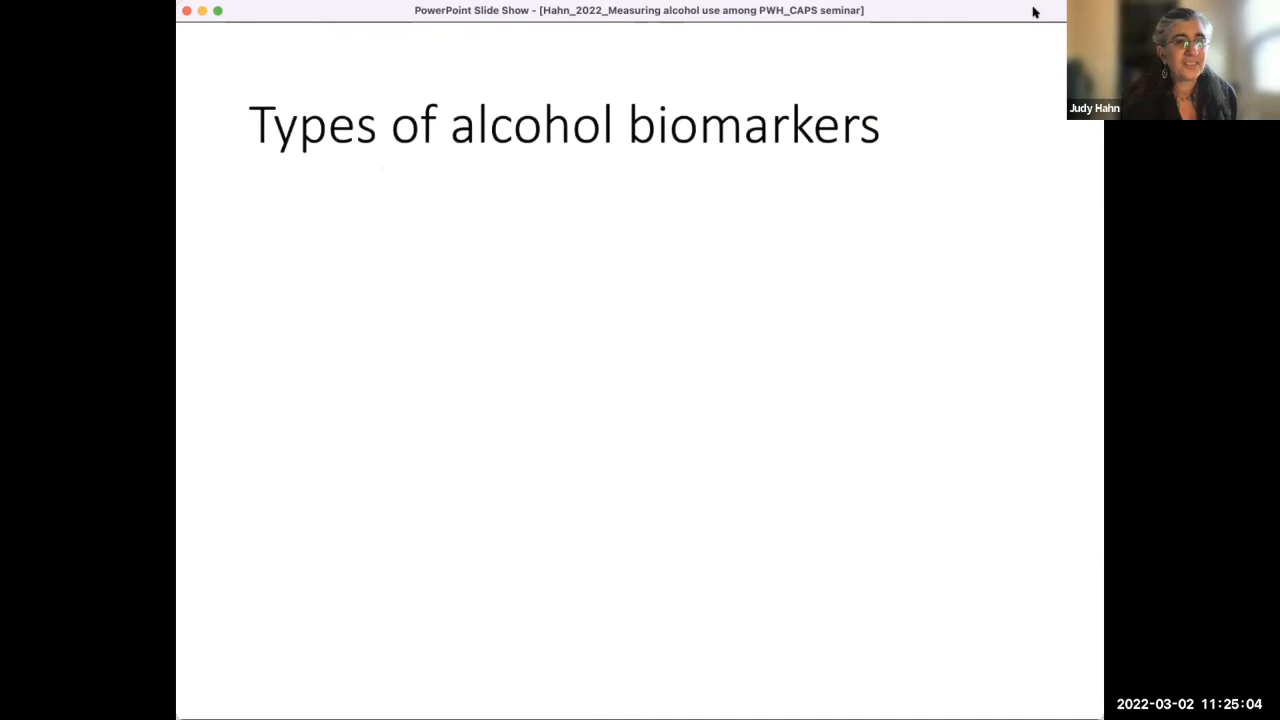 PowerPoint Slide Show - [Hahn_2022_Measuring alcohol use among PWH_CAPS seminar]
Judy Hahn
Types of alcohol biomarkers
2022-03-02 11:25:04